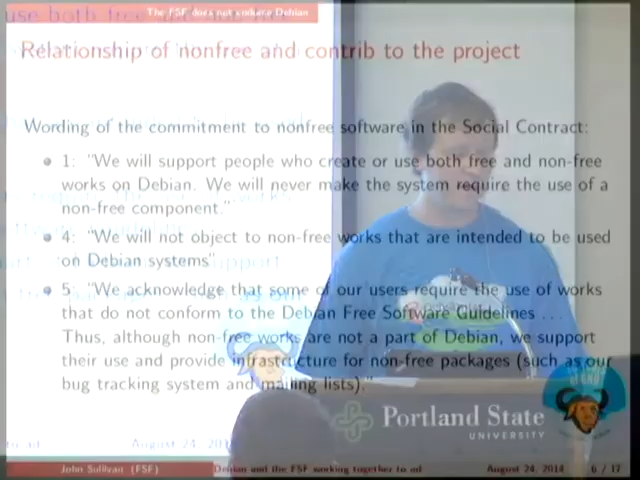 use both fr
The FSF does not endorse Debian
Relationship of nonfree and contrib to the project
Wording of the commitment to nonfree software in the Social Contract:
1: "We will support people who create or use both free and non-free
works on Debian. We will never make the system require the use of a
non-free component."
4: "We will not object to non-free works that are intended to be used
on Debian systems"
5: "We acknowledge that some of our users require the use of works
that do not conform to the Debian Free Software Guidelines ...
Thus, although non-free works are not a part of Debian, we support
their use and provide infrastructure for non-free packages (such as our
bug tracking system and mailing lists)."
Portland State
UNIVERSITY
August 24, 201
John Sullivan (FSF)
Debian and the FSF working together to ad
August 24, 2014
6 / 17